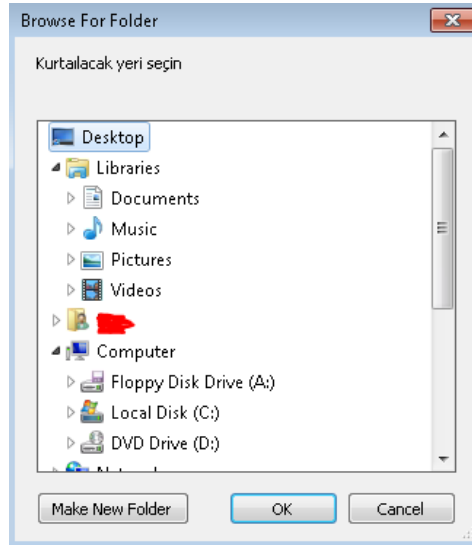 Browse For Folder
Kurtaılacak yeri seçin
Desktop
Libraries
Documents
Music
Pictures
Videos
Computer
Floppy Disk Drive (A:)
Local Disk (C:)
DVD Drive (D:)
Make New Folder
OK
Cancel